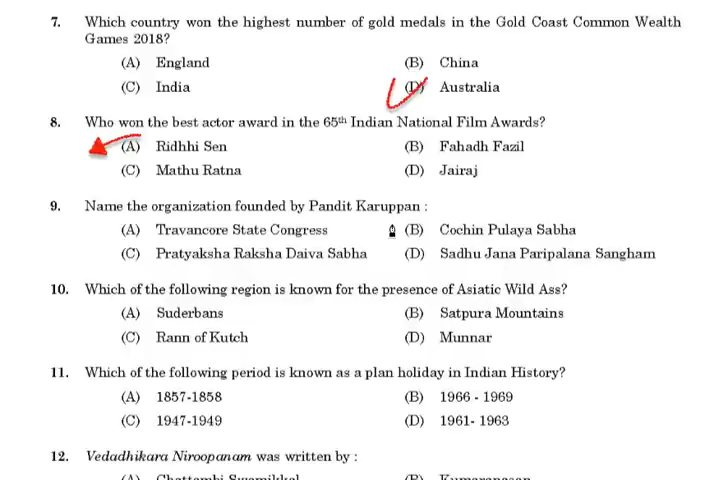 7. Which country won the highest number of gold medals in the Gold Coast Common Wealth
Games 2018?
(A) England (B) China
(C) India (D) Australia
8. Who won the best actor award in the 65th Indian National Film Awards?
(A) Ridhhi Sen (B) Fahadh Fazil
(C) Mathu Ratna (D) Jairaj
9. Name the organization founded by Pandit Karuppan :
(A) Travancore State Congress (B) Cochin Pulaya Sabha
(C) Pratyaksha Raksha Daiva Sabha (D) Sadhu Jana Paripalana Sangham
10. Which of the following region is known for the presence of Asiatic Wild Ass?
(A) Suderbans (B) Satpura Mountains
(C) Rann of Kutch (D) Munnar
11. Which of the following period is known as a plan holiday in Indian History?
(A) 1857-1858 (B) 1966 - 1969
(C) 1947-1949 (D) 1961- 1963
12. Vedadhikara Niroopanam was written by :
(A) Chattambi Swamikkal (B) Kumaranasan